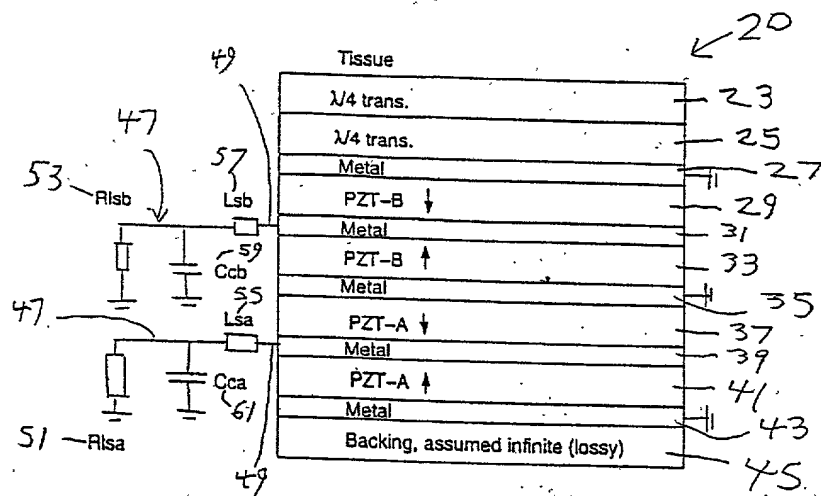 20
Tissue
49
λ/4 trans.
23
47
λ/4 trans.
25
57
53
Rlsb
Lsb
Metal
27
PZT–B ↓
29
Metal
31
59
Ccb
PZT–B ↑
33
55
Metal
35
47
Lsa
PZT–A ↓
37
Metal
39
Cca
PZT–A ↑
41
61
Metal
43
51
Rlsa
Backing, assumed infinite (lossy)
49
45